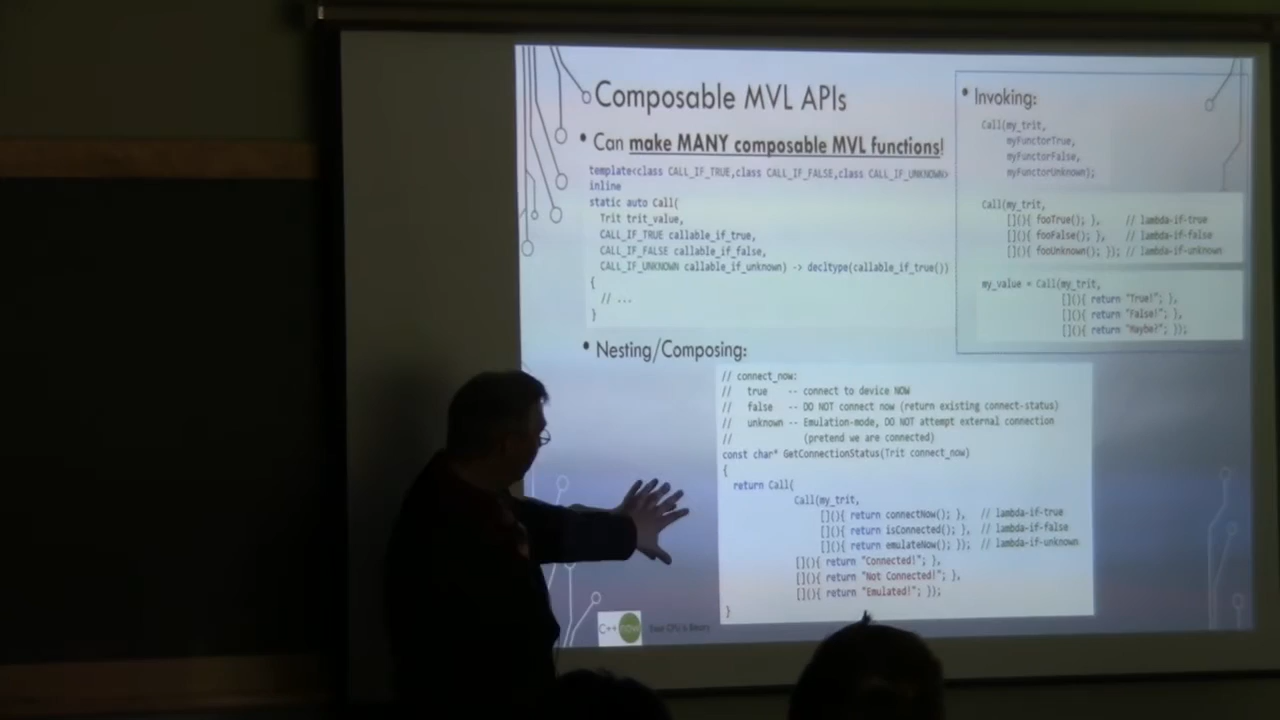 Composable MVL APIs
• Can make MANY composable MVL functions!
template<class CALL_IF_TRUE,class CALL_IF_FALSE,class CALL_IF_UNKNOWN>
inline
static auto Call(
Trit trit_value,
CALL_IF_TRUE callable_if_true,
CALL_IF_FALSE callable_if_false,
CALL_IF_UNKNOWN callable_if_unknown) -> decltype(callable_if_true())
{
// ...
}
• Invoking:
Call(my_trit,
myFunctorTrue,
myFunctorFalse,
myFunctorUnknown);
Call(my_trit,
[](){ fooTrue(); }, // lambda-if-true
[](){ fooFalse(); }, // lambda-if-false
[](){ fooUnknown(); }); // lambda-if-unknown
my_value = Call(my_trit,
[](){ return "True!"; },
[](){ return "False!"; },
[](){ return "Maybe?"; });
• Nesting/Composing:
// connect_now:
// true -- connect to device NOW
// false -- DO NOT connect now (return existing connect-status)
// unknown -- Emulation-mode, DO NOT attempt external connection
// (pretend we are connected)
const char* GetConnectionStatus(Trit connect_now)
{
return Call(
Call(my_trit,
[](){ return connectNow(); }, // lambda-if-true
[](){ return isConnected(); }, // lambda-if-false
[](){ return emulateNow(); }); // lambda-if-unknown
[](){ return "Connected!"; },
[](){ return "Not Connected!"; },
[](){ return "Emulated!"; });
}
C++ now Your CPU is Binary